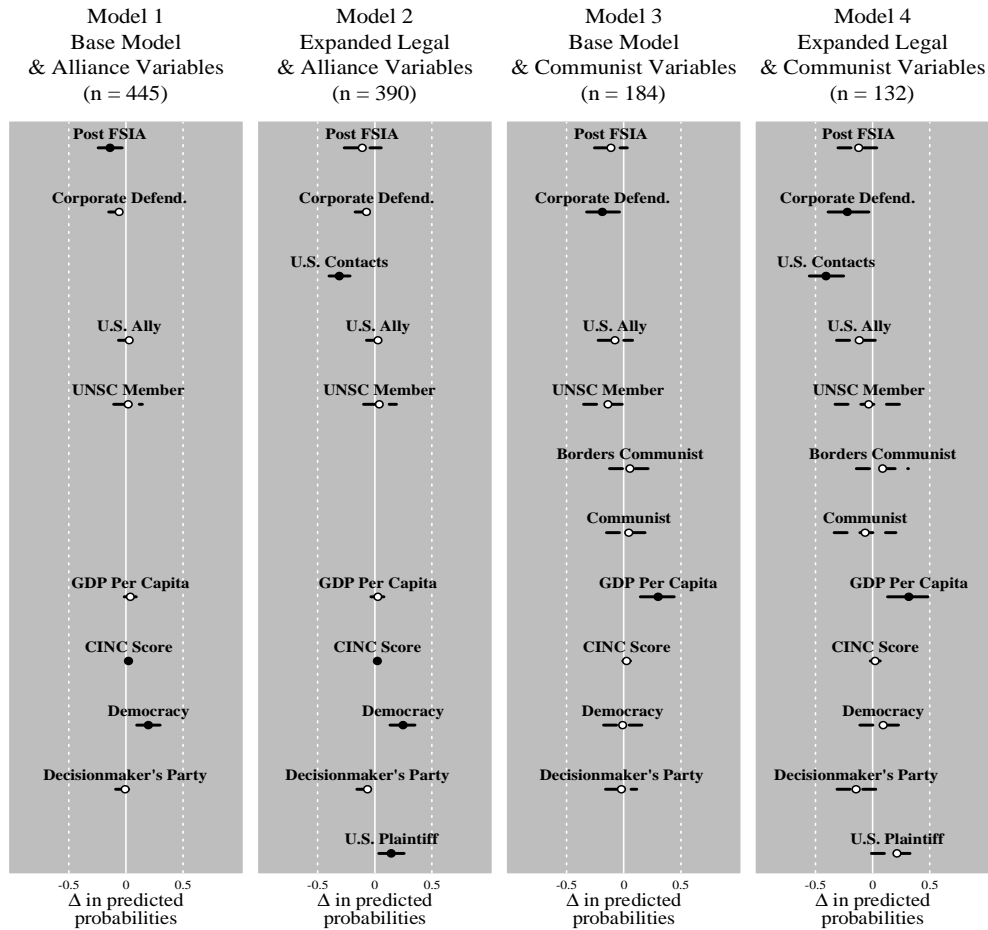 Model 1
Base Model
& Alliance Variables
(n = 445)
Post FSIA
Corporate Defend.
U.S. Ally
UNSC Member
GDP Per Capita
CINC Score
Democracy
Decisionmaker's Party
-0.5 0 0.5
Δ in predicted
probabilities
Model 2
Expanded Legal
& Alliance Variables
(n = 390)
Post FSIA
Corporate Defend.
U.S. Contacts
U.S. Ally
UNSC Member
GDP Per Capita
CINC Score
Democracy
Decisionmaker's Party
U.S. Plaintiff
-0.5 0 0.5
Δ in predicted
probabilities
Model 3
Base Model
& Communist Variables
(n = 184)
Post FSIA
Corporate Defend.
U.S. Ally
UNSC Member
Borders Communist
Communist
GDP Per Capita
CINC Score
Democracy
Decisionmaker's Party
-0.5 0 0.5
Δ in predicted
probabilities
Model 4
Expanded Legal
& Communist Variables
(n = 132)
Post FSIA
Corporate Defend.
U.S. Contacts
U.S. Ally
UNSC Member
Borders Communist
Communist
GDP Per Capita
CINC Score
Democracy
Decisionmaker's Party
U.S. Plaintiff
-0.5 0 0.5
Δ in predicted
probabilities